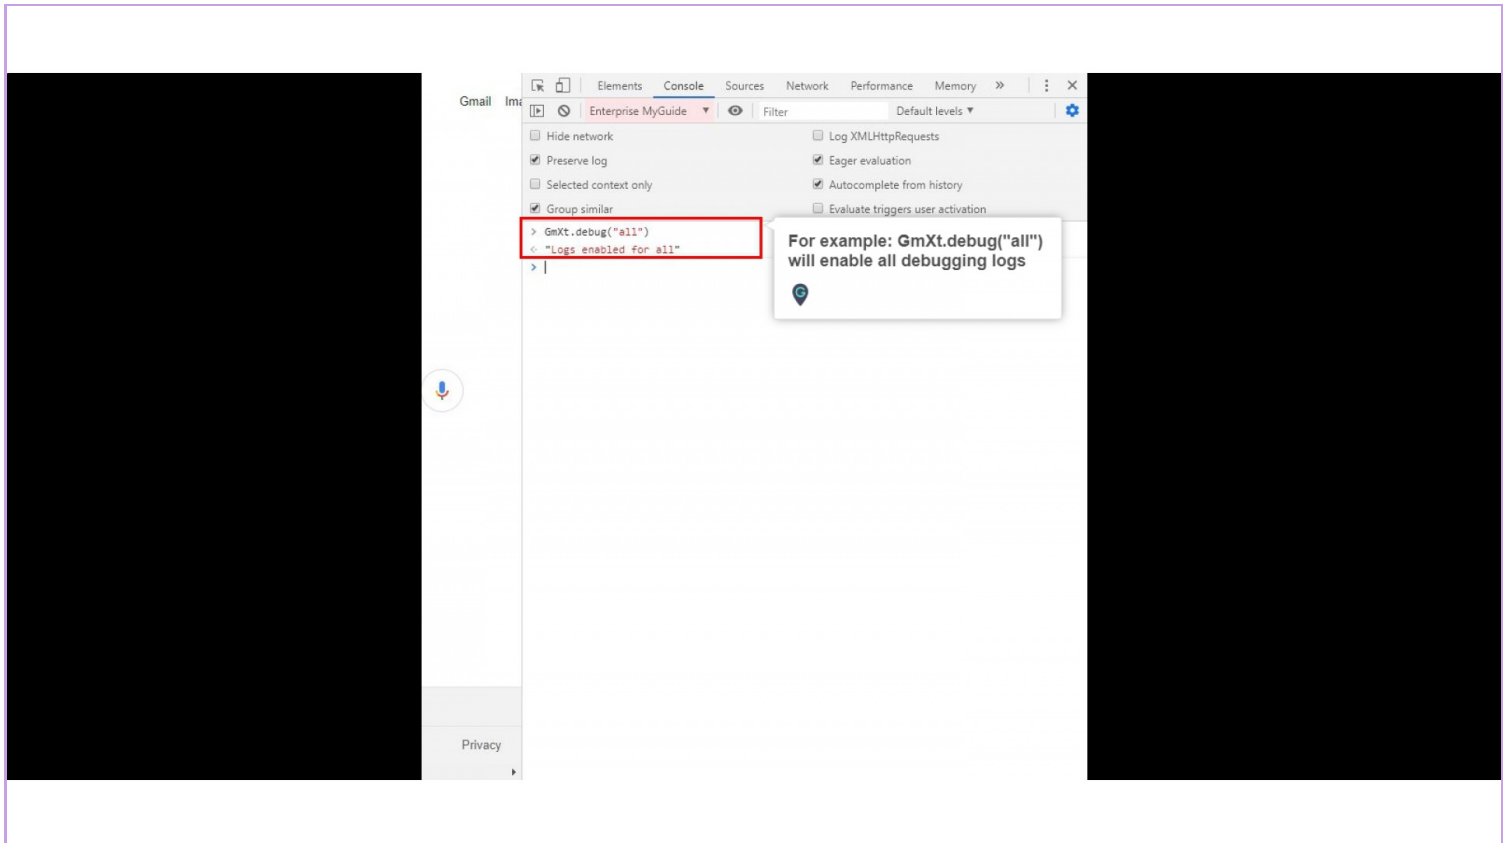 Elements Console Sources Network Performance Memory »
Gmail
Enterprise MyGuide ▼ Filter Default levels ▼
Hide network Log XMLHttpRequests
Preserve log Eager evaluation
Selected context only Autocomplete from history
Group similar Evaluate triggers user activation
> GmXt.debug("all")
"Logs enabled for all"
>
For example: GmXt.debug("all")
will enable all debugging logs
G
Privacy